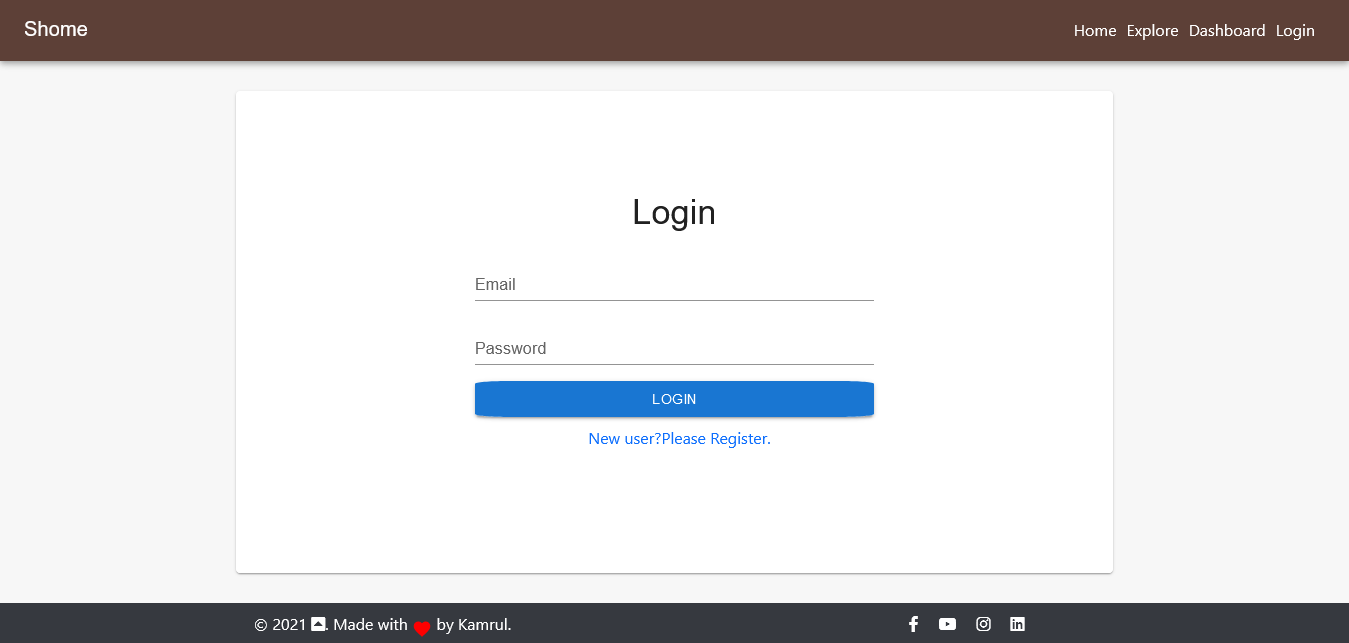 Shome
Home Explore Dashboard Login
Login
Email
Password
LOGIN
New user?Please Register.
© 2021 . Made with by Kamrul.